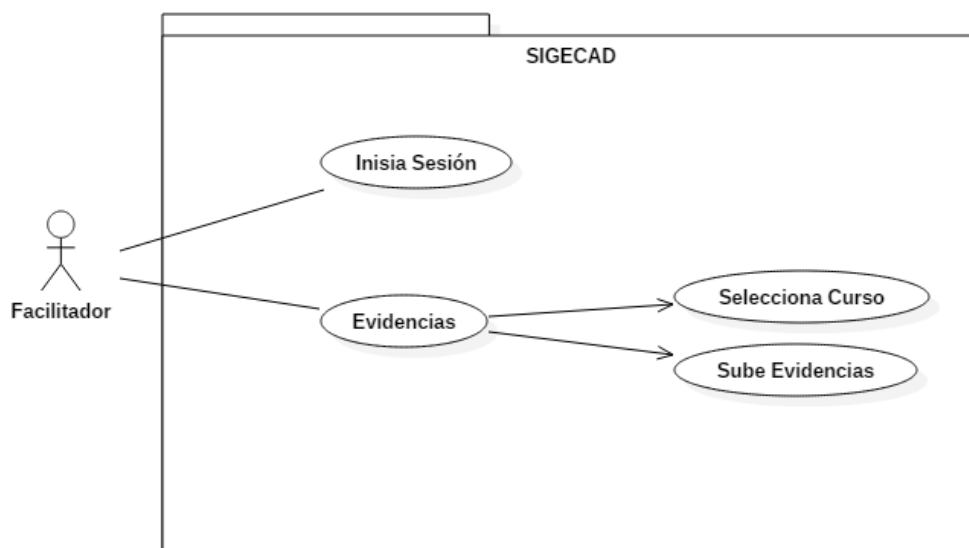 SIGECAD
Inisia Sesión
Facilitador
Evidencias
Selecciona Curso
Sube Evidencias